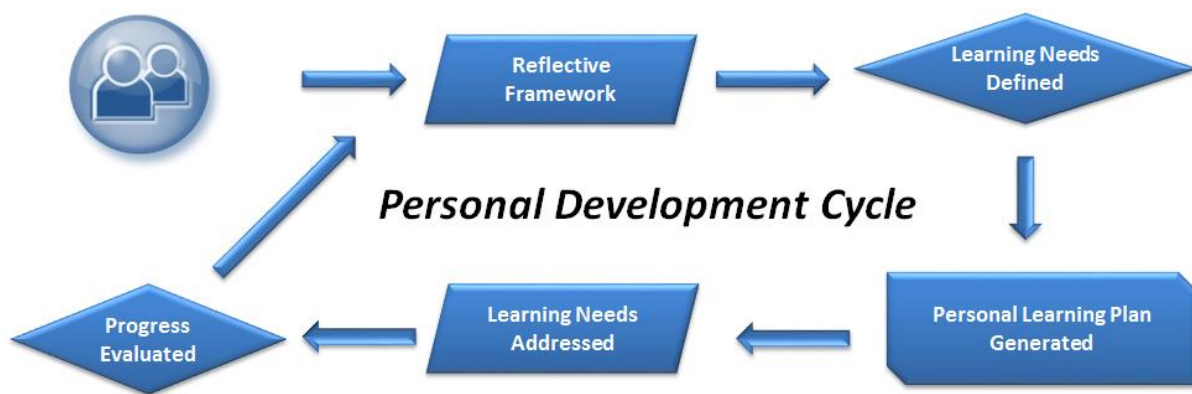 Reflective
Framework
Learning Needs
Defined
Personal Development Cycle
Progress
Evaluated
Learning Needs
Addressed
Personal Learning Plan
Generated